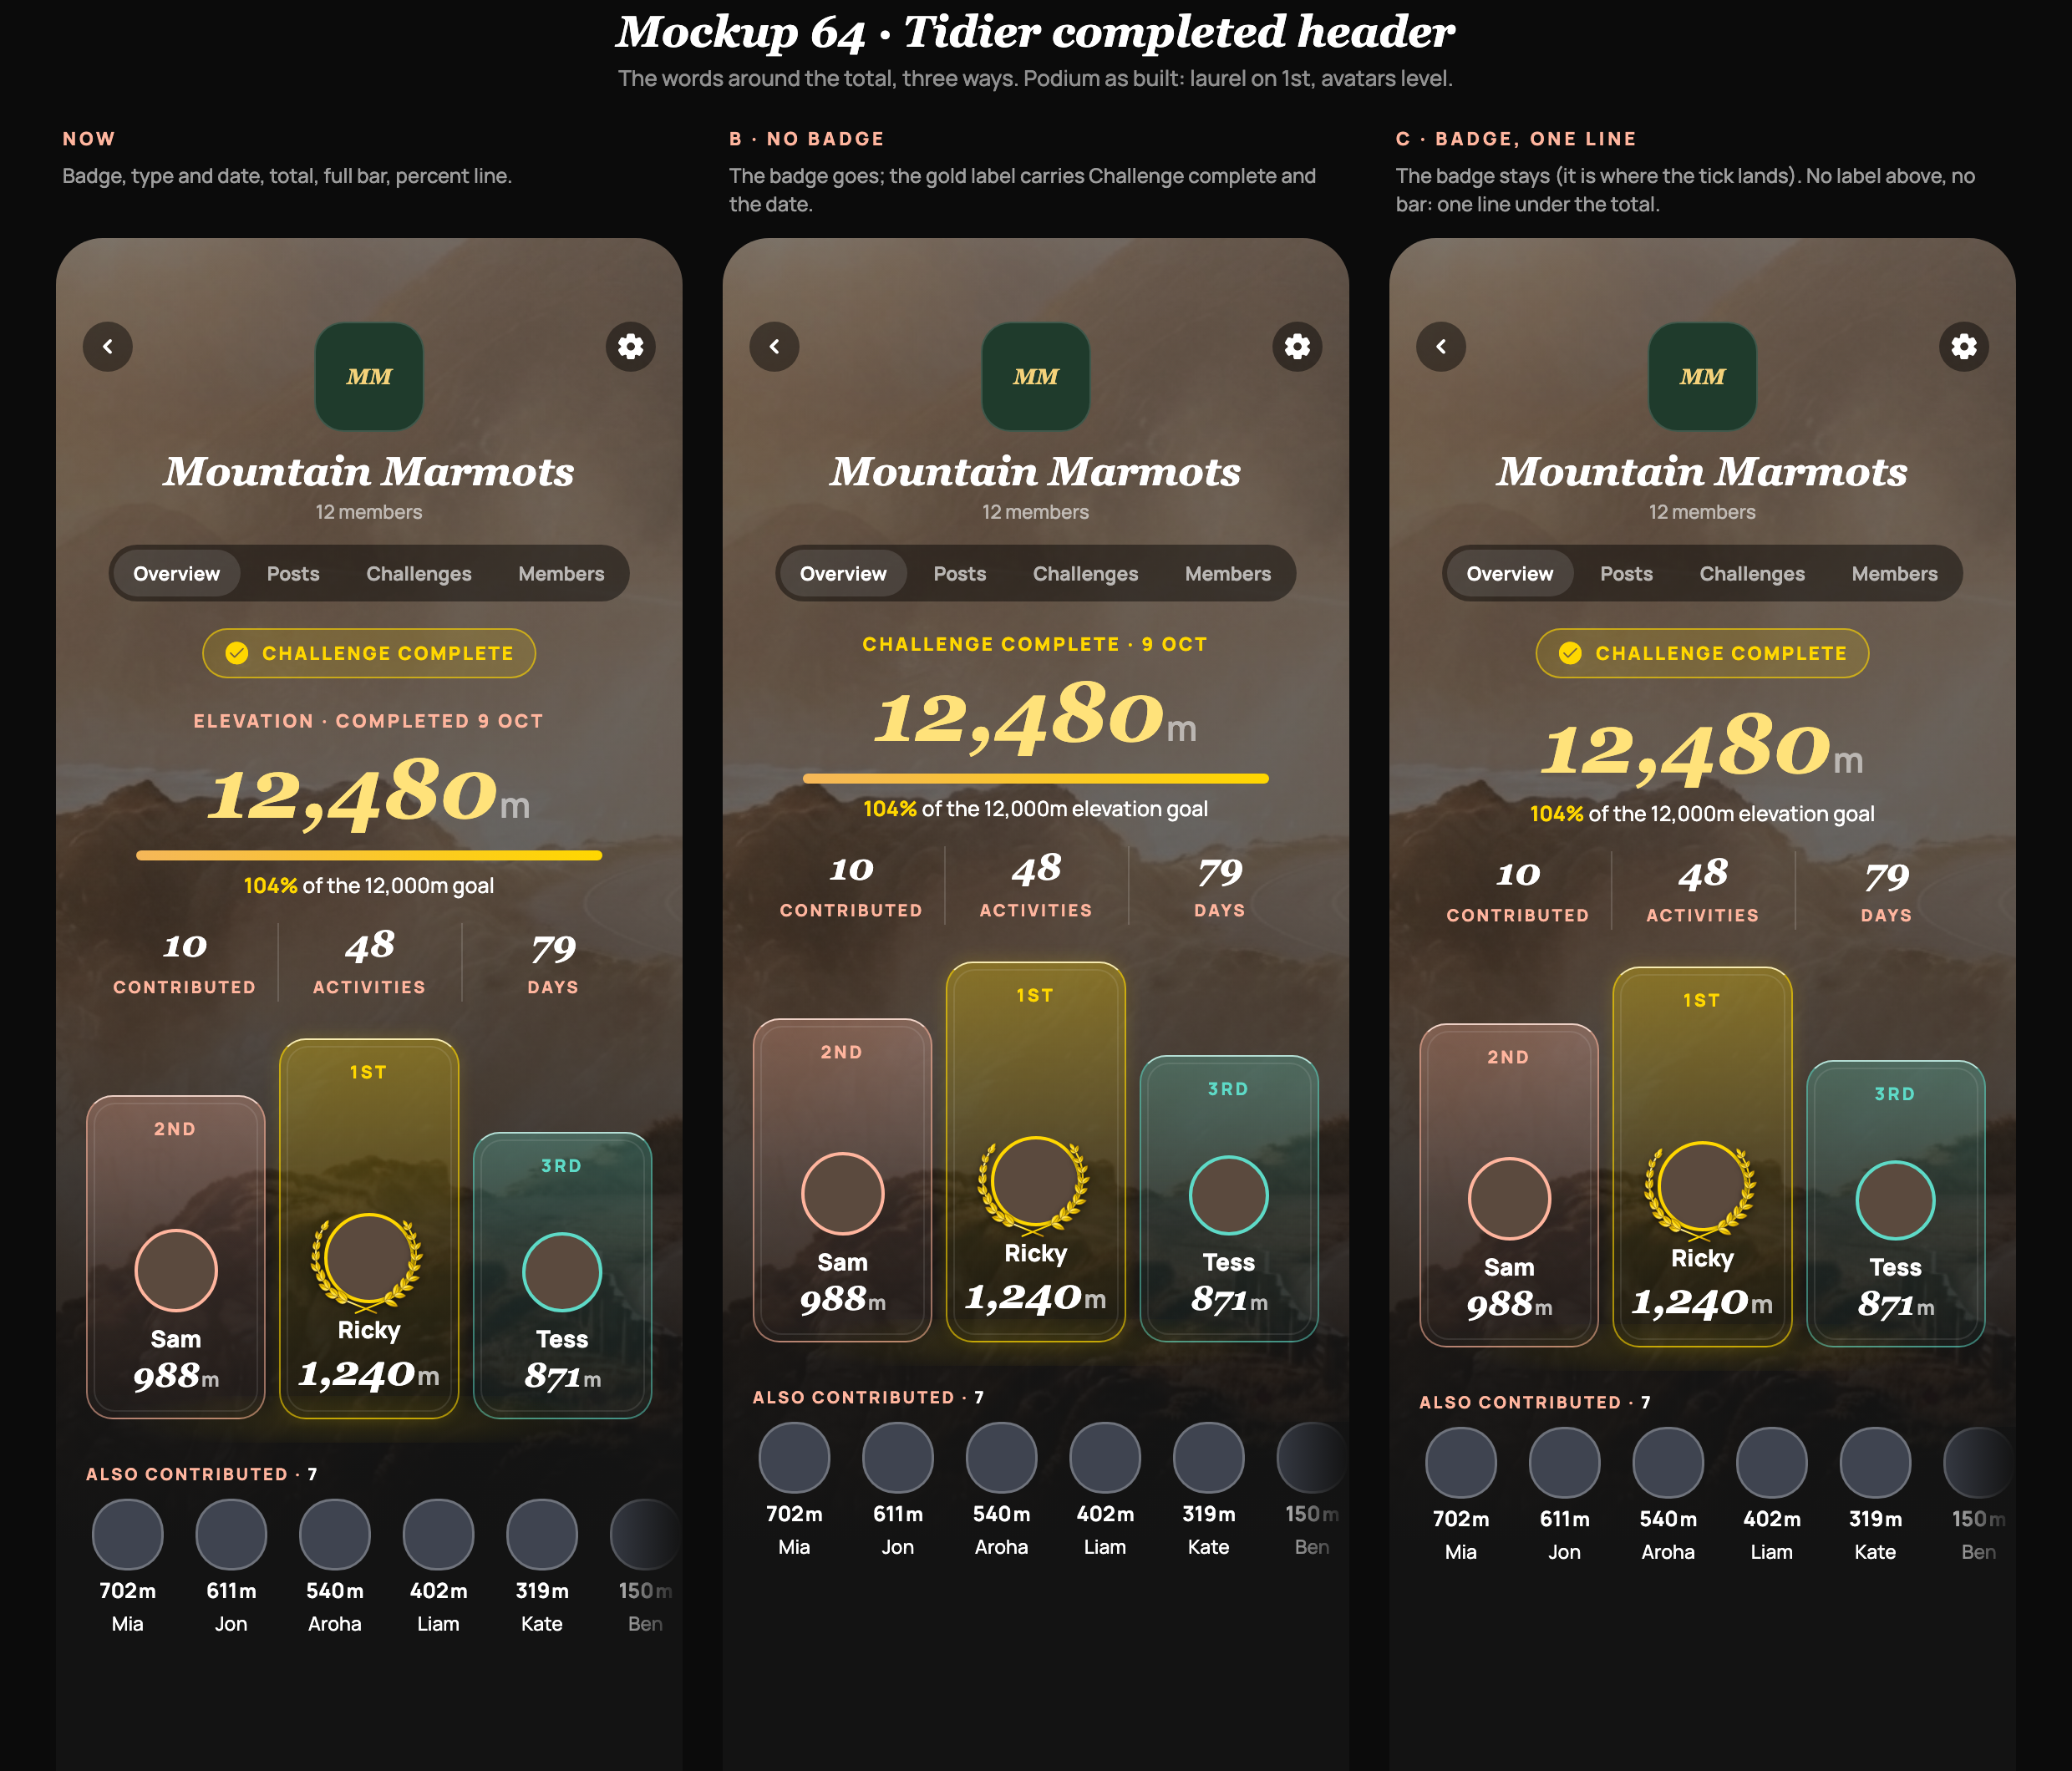 Mockup 64 · Tidier completed header
The words around the total, three ways. Podium as built: laurel on 1st, avatars level.
NOW
Badge, type and date, total, full bar, percent line.
MM
Mountain Marmots
12 members
Overview Posts Challenges Members
CHALLENGE COMPLETE
ELEVATION · COMPLETED 9 OCT
12,480m
104% of the 12,000m goal
10 48 79
CONTRIBUTED ACTIVITIES DAYS
1ST
2ND
3RD
Ricky
Sam Tess
1,240m
988m 871m
ALSO CONTRIBUTED · 7
702m 611m 540m 402m 319m 150m
Mia Jon Aroha Liam Kate Ben
B · NO BADGE
The badge goes; the gold label carries Challenge complete and
the date.
MM
Mountain Marmots
12 members
Overview Posts Challenges Members
CHALLENGE COMPLETE · 9 OCT
12,480m
104% of the 12,000m elevation goal
10 48 79
CONTRIBUTED ACTIVITIES DAYS
1ST
2ND
3RD
Ricky
Sam Tess
1,240m
988m 871m
ALSO CONTRIBUTED · 7
702m 611m 540m 402m 319m 150m
Mia Jon Aroha Liam Kate Ben
C · BADGE, ONE LINE
The badge stays (it is where the tick lands). No label above, no
bar: one line under the total.
MM
Mountain Marmots
12 members
Overview Posts Challenges Members
CHALLENGE COMPLETE
12,480m
104% of the 12,000m elevation goal
10 48 79
CONTRIBUTED ACTIVITIES DAYS
1ST
2ND
3RD
Ricky
Sam Tess
1,240m
988m 871m
ALSO CONTRIBUTED · 7
702m 611m 540m 402m 319m 150m
Mia Jon Aroha Liam Kate Ben